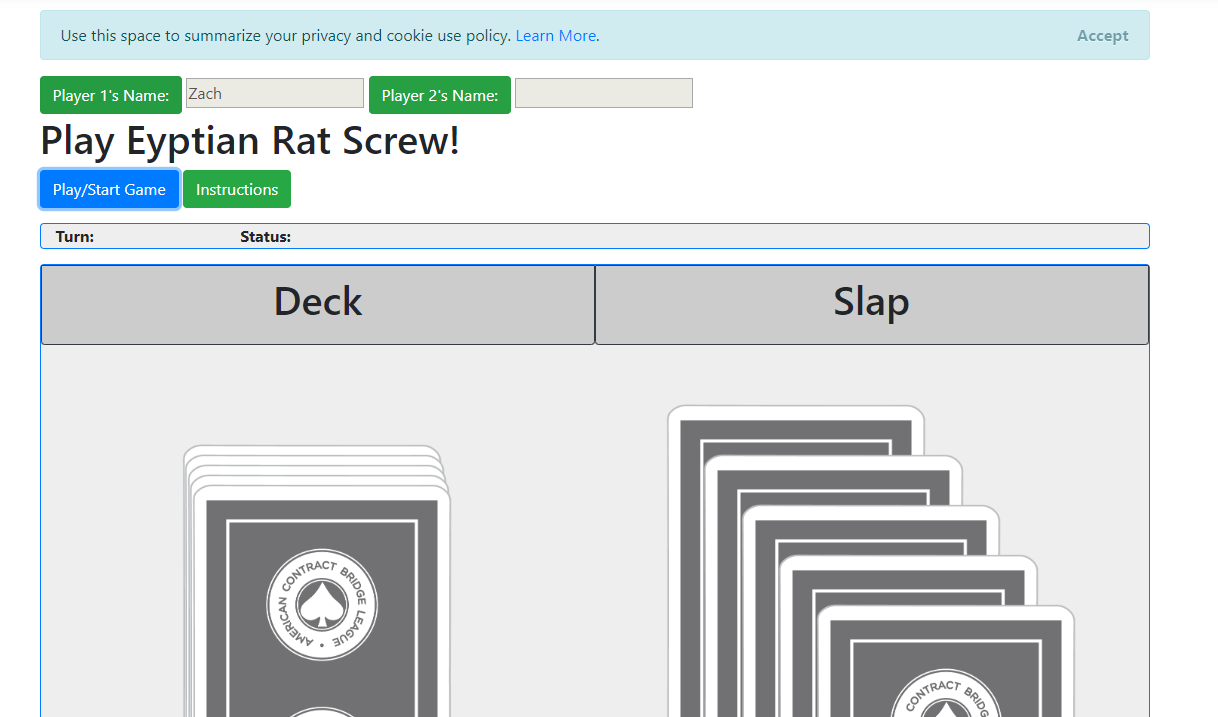 Use this space to summarize your privacy and cookie use policy. Learn More. Accept
Player 1's Name: Zach Player 2's Name:
Play Eyptian Rat Screw!
Play/Start Game Instructions
Turn: Status:
Deck Slap
AMERICAN CONTRACT BRIDGE LEAGUE •
CONTRACT BRIDG